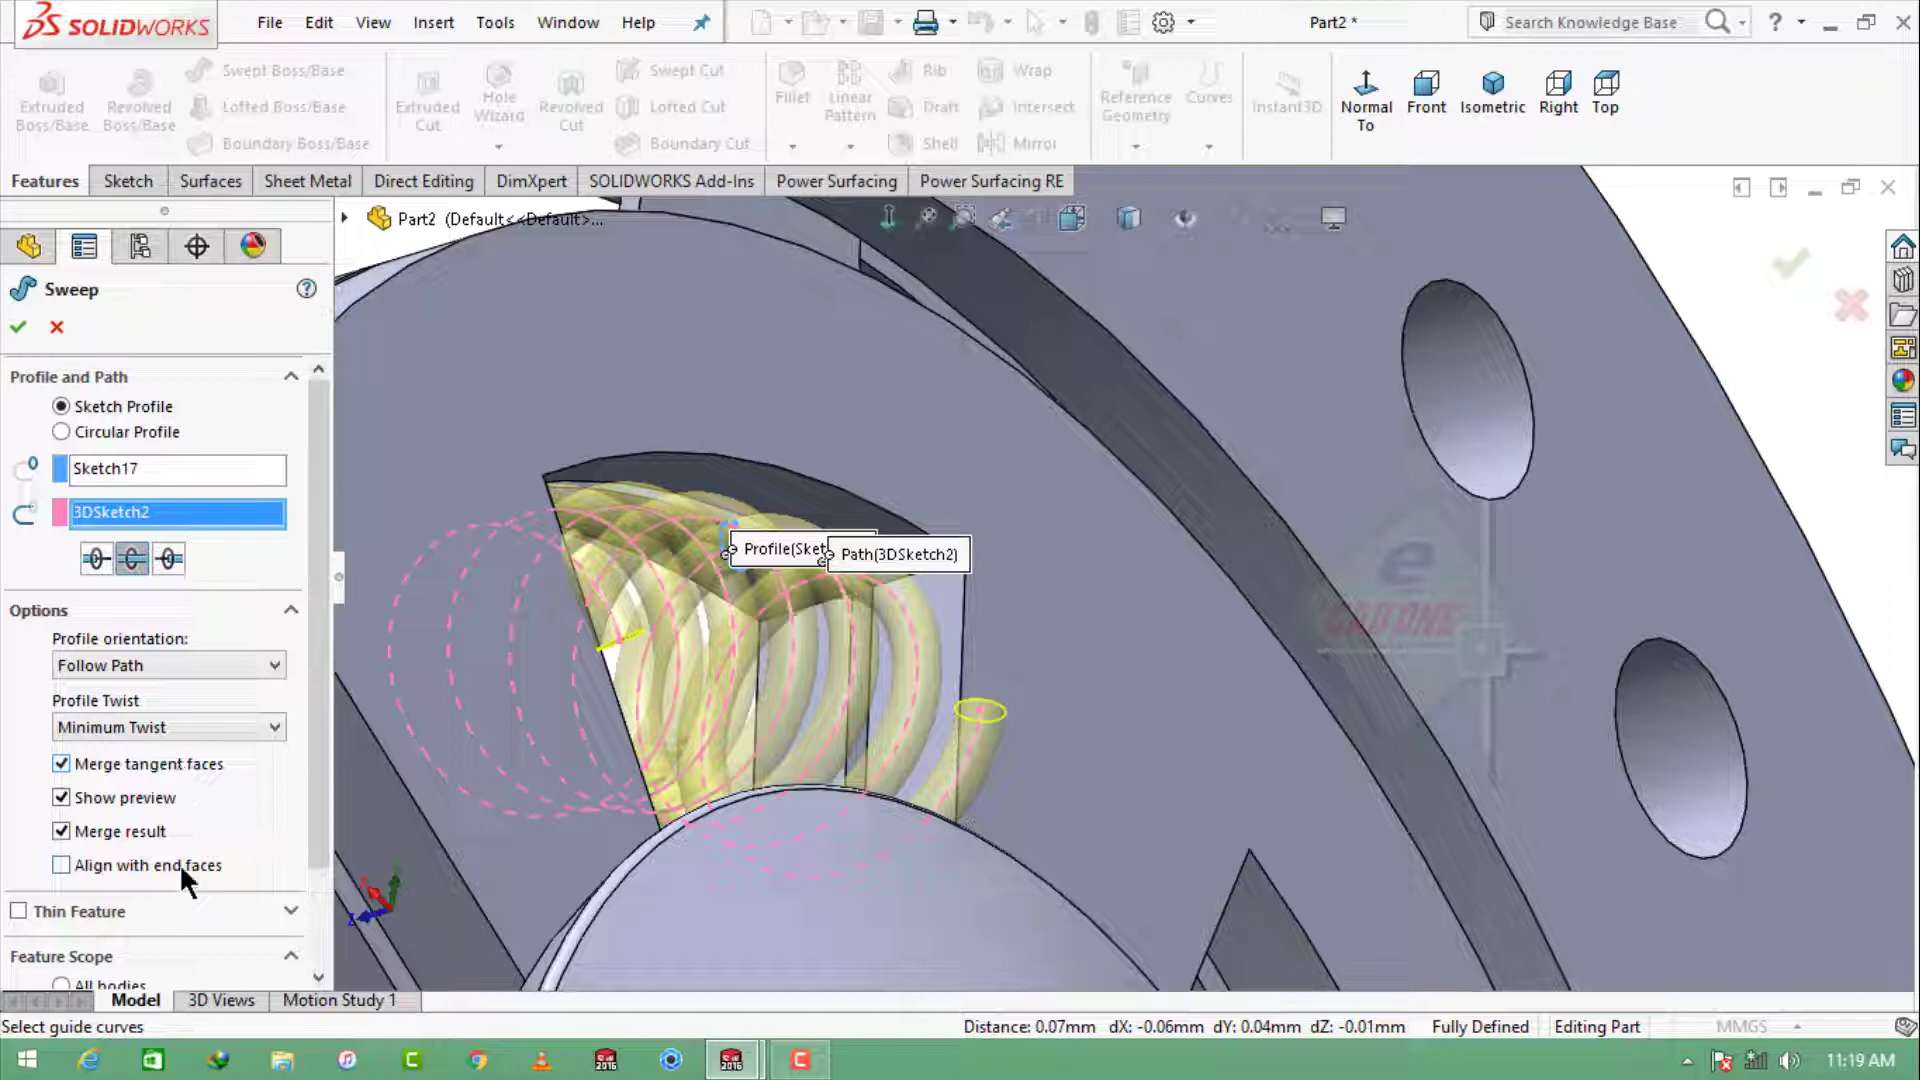 SOLIDWORKS File Edit View Insert Tools Window Help Part2 * Search Knowledge Base ?
Extruded Boss/Base Revolved Boss/Base Swept Boss/Base Lofted Boss/Base Boundary Boss/Base Extruded Cut Hole Wizard Revolved Cut Swept Cut Lofted Cut Boundary Cut Fillet Linear Pattern Rib Draft Shell Wrap Intersect Mirror Reference Geometry Curves Instant3D Normal To Front Isometric Right Top
Features Sketch Surfaces Sheet Metal Direct Editing DimXpert SOLIDWORKS Add-Ins Power Surfacing Power Surfacing RE
Part2 (Default<<Default>...
Sweep ?
Profile and Path
Sketch Profile
Circular Profile
Sketch17
3DSketch2
Profile(Sket Path(3DSketch2)
e
CAD'ONE
Options
Profile orientation:
Follow Path
Profile Twist
Minimum Twist
Merge tangent faces
Show preview
Merge result
Align with end faces
Thin Feature
Feature Scope
All bodies
Model 3D Views Motion Study 1
Select guide curves Distance: 0.07mm dX: -0.06mm dY: 0.04mm dZ: -0.01mm Fully Defined Editing Part MMGS
11:19 AM